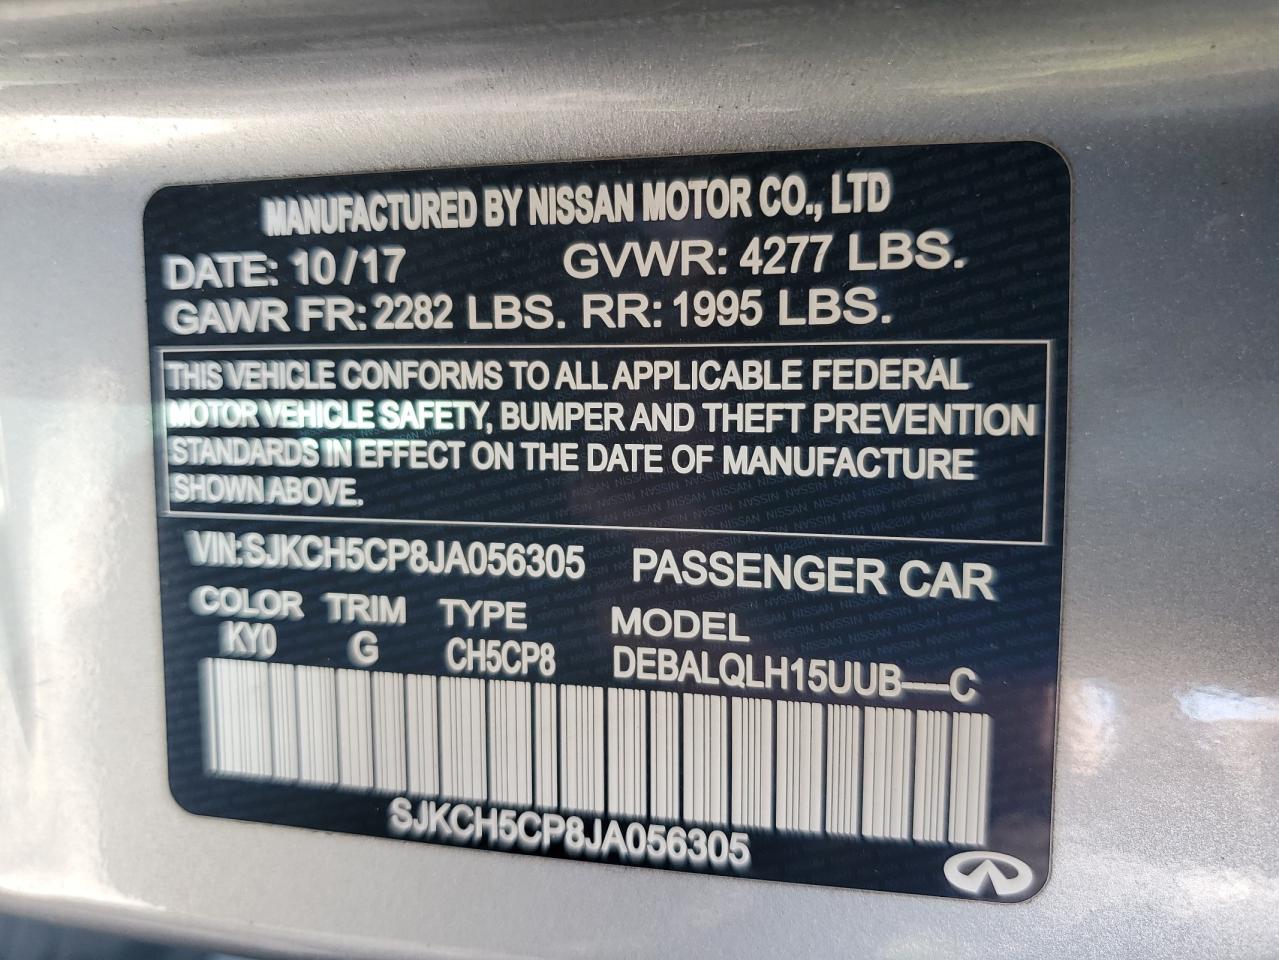 MANUFACTURED BY NISSAN MOTOR CO., LTD
DATE: 10/17 GVWR: 4277 LBS.
GAWR FR: 2282 LBS. RR: 1995 LBS.
THIS VEHICLE CONFORMS TO ALL APPLICABLE FEDERAL
MOTOR VEHICLE SAFETY, BUMPER AND THEFT PREVENTION
STANDARDS IN EFFECT ON THE DATE OF MANUFACTURE
SHOWN ABOVE.
VIN:SJKCH5CP8JA056305 PASSENGER CAR
COLOR TRIM TYPE MODEL
KY0 G CH5CP8 DEBALQLH15UUB—–C
SJKCH5CP8JA056305